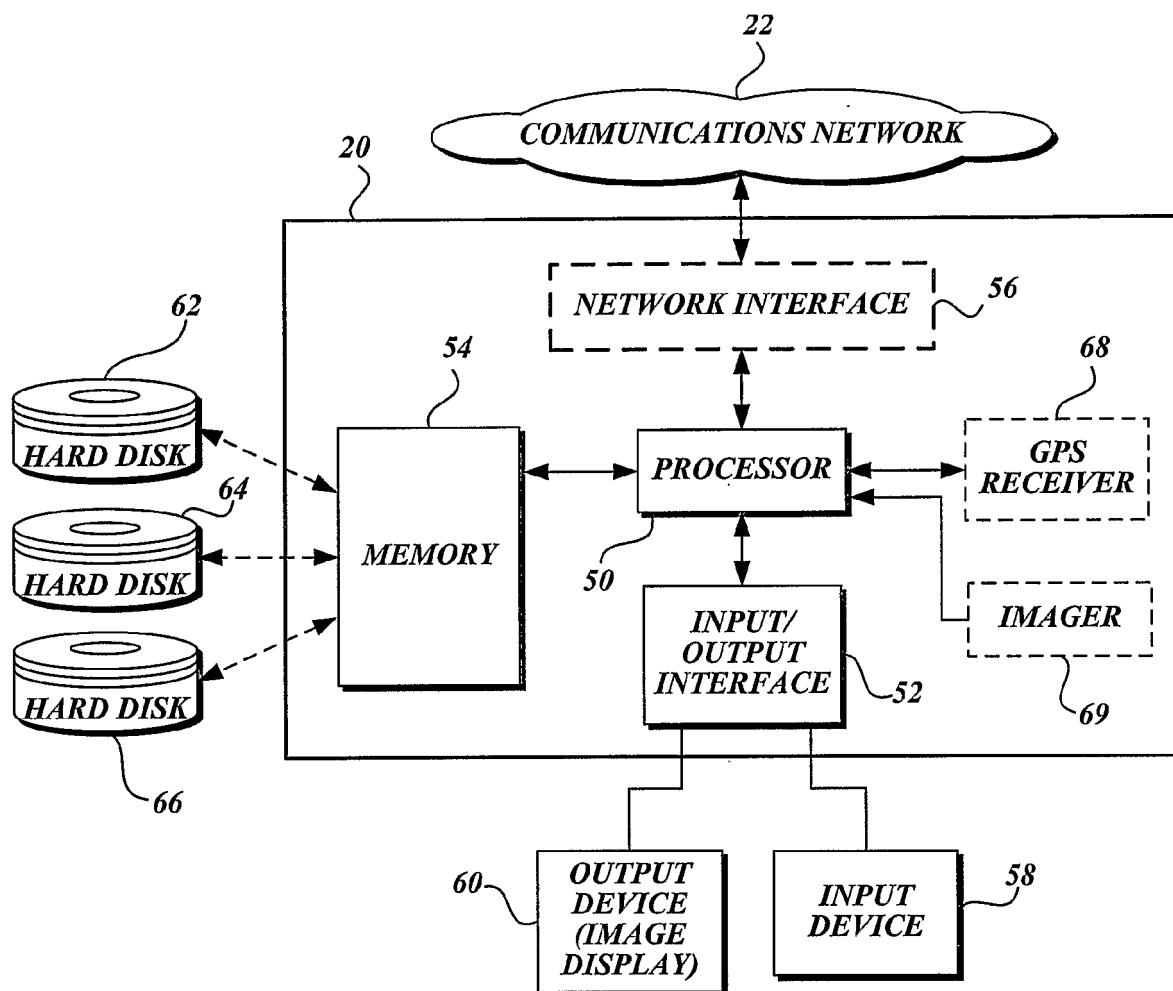 22
COMMUNICATIONS NETWORK
20
NETWORK INTERFACE
56
62
54
68
HARD DISK
PROCESSOR
GPS
RECEIVER
64
HARD DISK
MEMORY
50
INPUT/
OUTPUT
INTERFACE
52
IMAGER
69
HARD DISK
66
60
OUTPUT
DEVICE
(IMAGE
DISPLAY)
INPUT
DEVICE
58